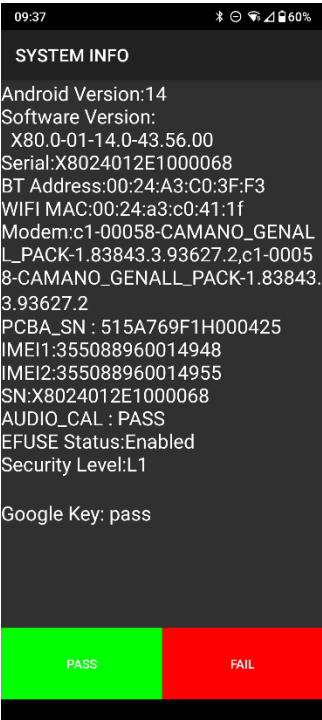 09:37
60%
SYSTEM INFO
Android Version:14
Software Version:
X80.0-01-14.0-43.56.00
Serial:X8024012E1000068
BT Address:00:24:A3:C0:3F:F3
WIFI MAC:00:24:a3:c0:41:1f
Modem:c1-00058-CAMANO_GENAL
L_PACK-1.83843.3.93627.2,c1-0005
8-CAMANO_GENALL_PACK-1.83843.
3.93627.2
PCBA_SN : 515A769F1H000425
IMEI1:355088960014948
IMEI2:355088960014955
SN:X8024012E1000068
AUDIO_CAL : PASS
EFUSE Status:Enabled
Security Level:L1
Google Key: pass
PASS
FAIL